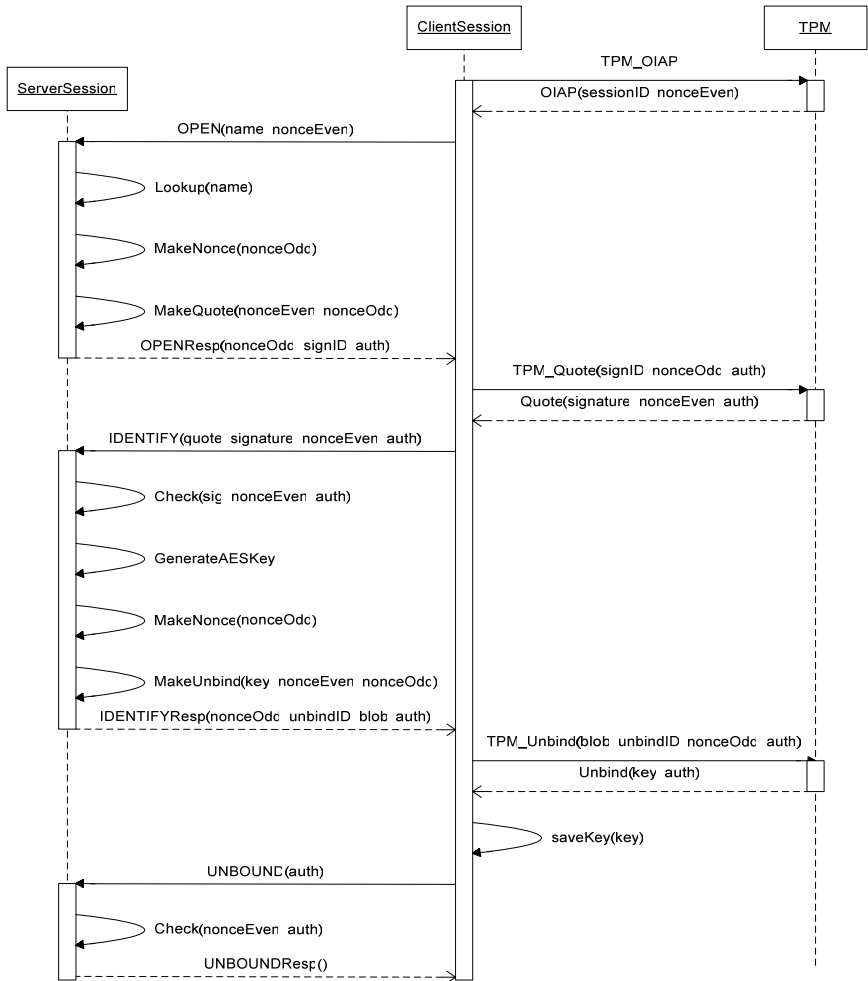 ClientSession
TPM
ServerSession
TPM_OIAP
OIAP(sessionID nonceEven)
OPEN(name nonceEven)
Lookup(name)
MakeNonce(nonceOdd)
MakeQuote(nonceEven nonceOdd)
OPENResp(nonceOdd signID auth)
TPM_Quote(signID nonceOdd auth)
Quote(signature nonceEven auth)
IDENTIFY(quote signature nonceEven auth)
Check(sig nonceEven auth)
GenerateAESKey
MakeNonce(nonceOdd)
MakeUnbind(key nonceEven nonceOdd)
IDENTIFYResp(nonceOdd unbindID blob auth)
TPM_Unbind(blob unbindID nonceOdd auth)
Unbind(key auth)
saveKey(key)
UNBOUND(auth)
Check(nonceEven auth)
UNBOUNDResp()